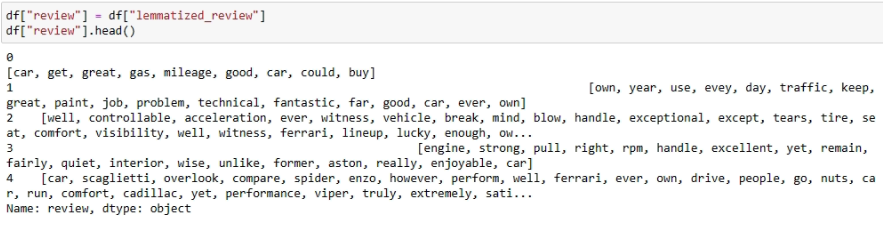 df["review"] = df["lemmatized_review"]
df["review"].head()
0
[car, get, great, gas, mileage, good, car, could, buy]
1 [own, year, use, evey, day, traffic, keep,
great, paint, job, problem, technical, fantastic, far, good, car, ever, own]
2 [well, controllable, acceleration, ever, witness, vehicle, break, mind, blow, handle, exceptional, except, tears, tire, se
at, comfort, visibility, well, witness, ferrari, lineup, lucky, enough, ow...
3 [engine, strong, pull, right, rpm, handle, excellent, yet, remain,
fairly, quiet, interior, wise, unlike, former, aston, really, enjoyable, car]
4 [car, scaglietti, overlook, compare, spider, enzo, however, perform, well, ferrari, ever, own, drive, people, go, nuts, ca
r, run, comfort, cadillac, yet, performance, viper, truly, extremely, sati...
Name: review, dtype: object